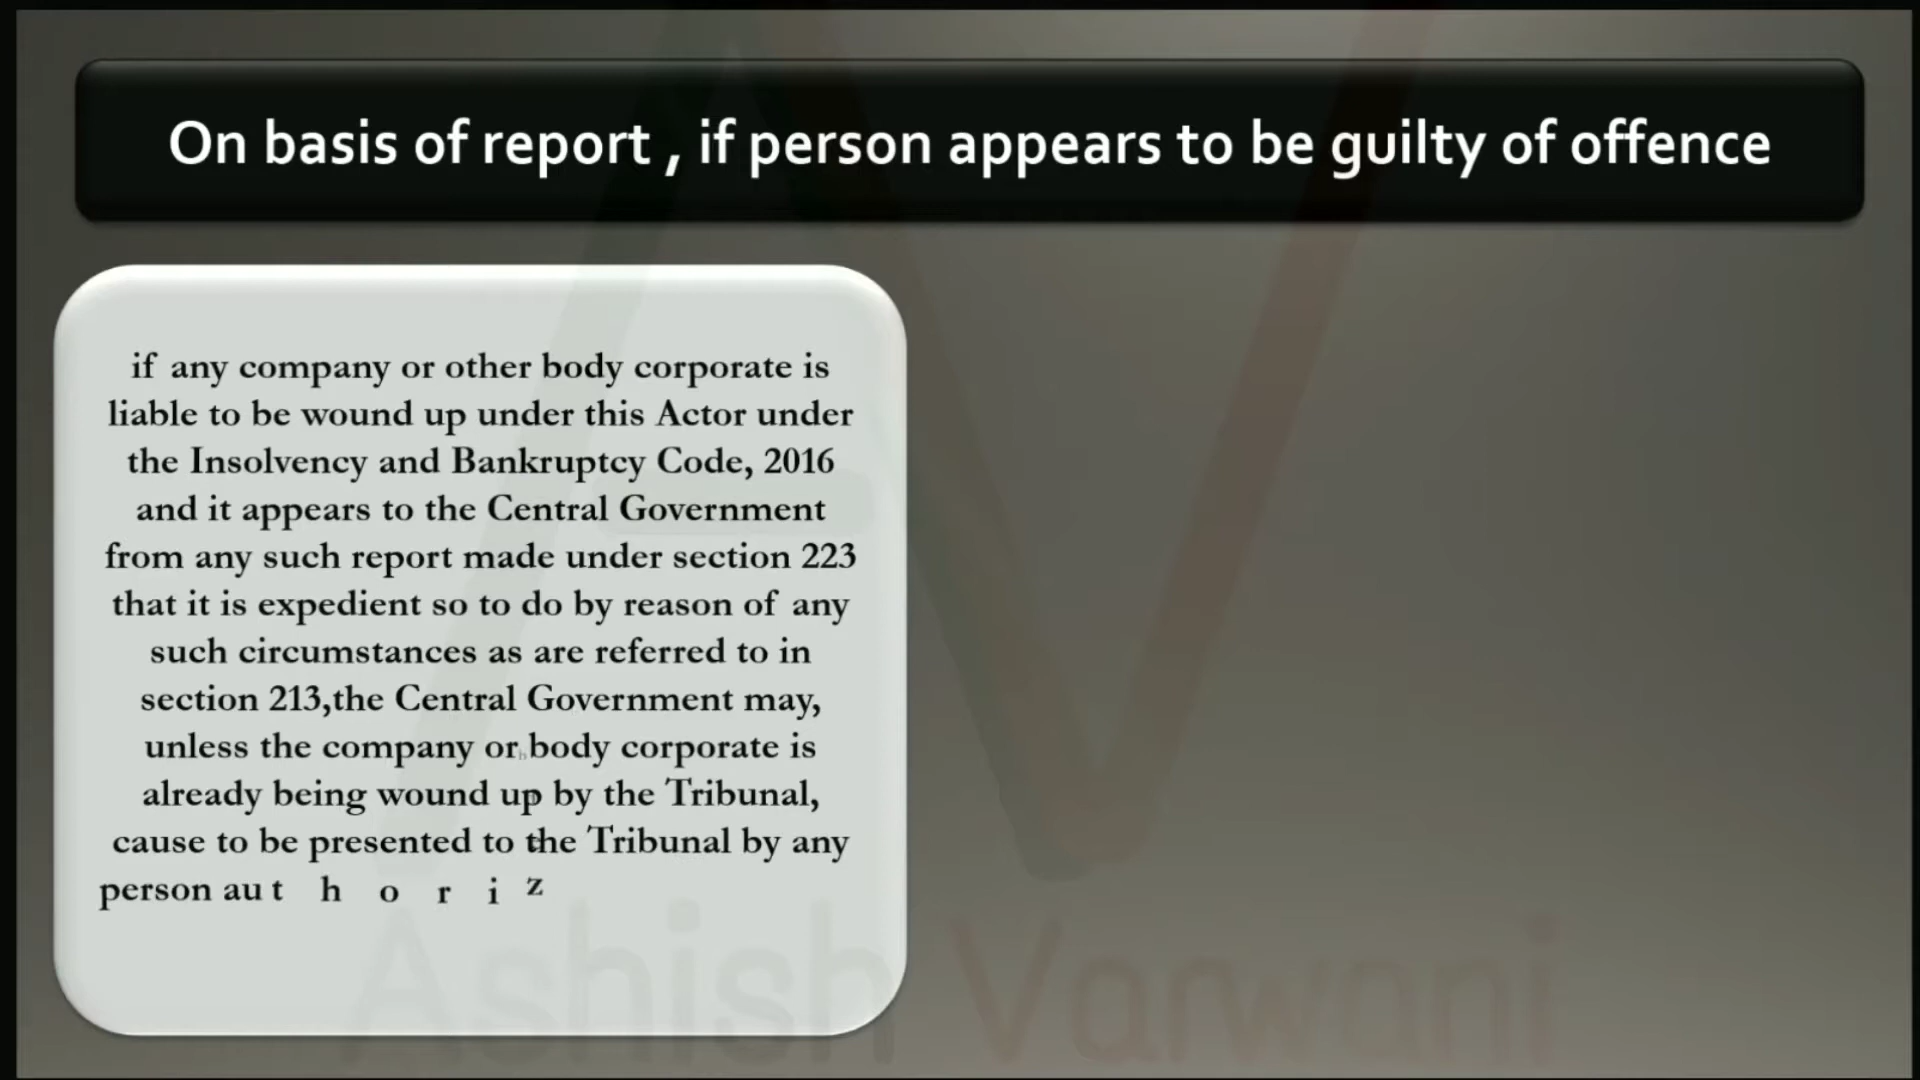 On basis of report , if person appears to be guilty of offence
if any company or other body corporate is
liable to be wound up under this Actor under
the Insolvency and Bankruptcy Code, 2016
and it appears to the Central Government
from any such report made under section 223
that it is expedient so to do by reason of any
such circumstances as are referred to in
section 213,the Central Government may,
unless the company or body corporate is
already being wound up by the Tribunal,
cause to be presented to the Tribunal by any
person au t h o r i z
Ashish Varwani